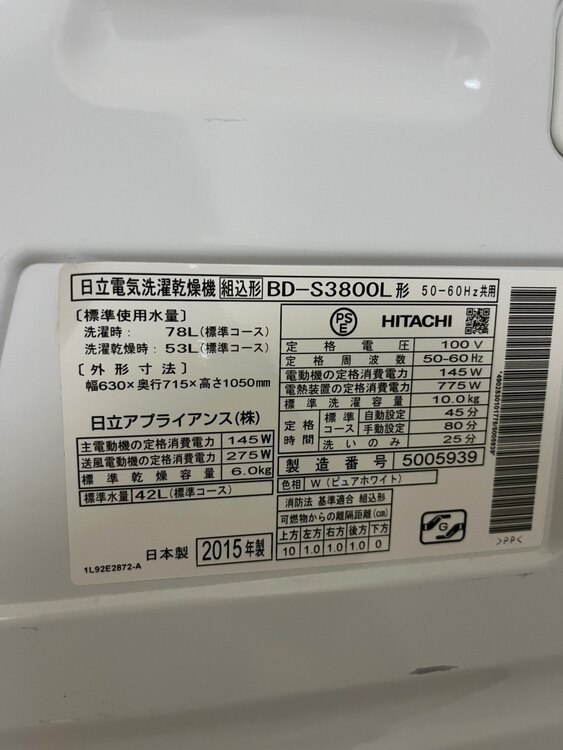 日立電気洗濯乾燥機 組込形 BD-S3800L形 50-60Hz共用
〔標準使用水量〕
洗濯時： 78L(標準コース)
洗濯乾燥時：53L(標準コース)
〔外形寸法〕
幅630×奥行715×高さ1050mm
日立アプライアンス(株)
主電動機の定格消費電力 145W
送風電動機の定格消費電力 275W
標準乾燥容量 6.0kg
標準水量 42L(標準コース)
日本製 2015年製
1L92E2872-A
PS
E HITACHI
定格電圧 100V
定格周波数 50-60Hz
電動機の定格消費電力 145W
電熱装置の定格消費電力 775W
標準洗濯容量 10.0kg
定格時間 標準コース 自動設定 45分
手動設定 80分
洗いのみ 25分
製造番号 5005939
色相 W (ピュアホワイト)
消防法 基準適合 組込形
可燃物からの離隔距離(cm)
上方 左方 右方 後方 下方
10 1.0 1.0 1.0 0
G
>PP<